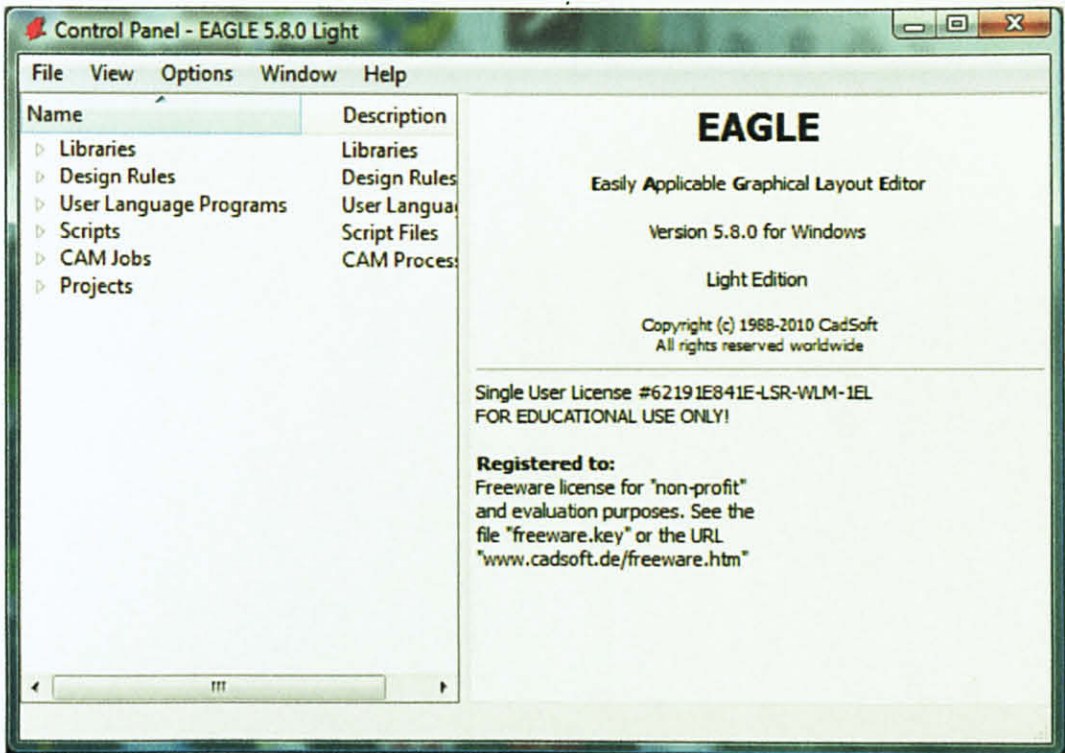 Control Panel - EAGLE 5.8.0 Light
File View Options Window Help
Name Description
Libraries Libraries
Design Rules Design Rules
User Language Programs User Langua
Scripts Script Files
CAM Jobs CAM Proces
Projects
EAGLE
Easily Applicable Graphical Layout Editor
Version 5.8.0 for Windows
Light Edition
Copyright (c) 1988-2010 CadSoft
All rights reserved worldwide
Single User License #62191E841E-LSR-WLM-1EL
FOR EDUCATIONAL USE ONLY!
Registered to:
Freeware license for "non-profit"
and evaluation purposes. See the
file "freeware.key" or the URL
"www.cadsoft.de/freeware.htm"